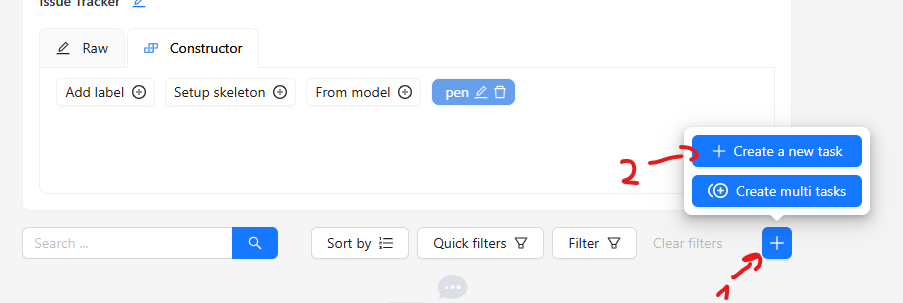 Issue Tracker
Raw Constructor
Add label Setup skeleton From model pen
2 Create a new task
Create multi tasks
Search ... Sort by Quick filters Filter Clear filters
1